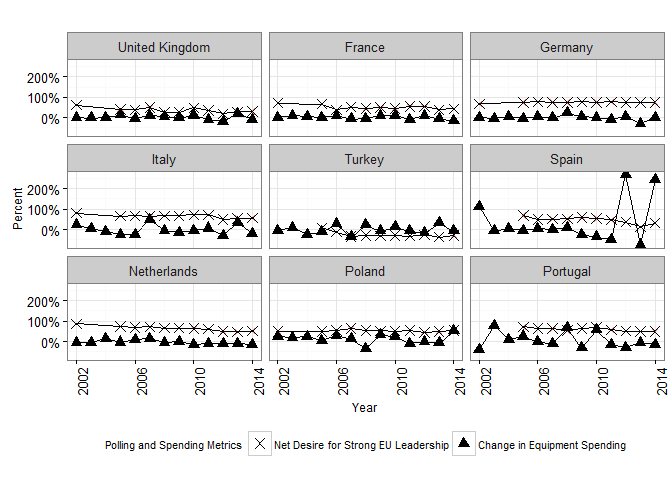 United Kingdom France Germany
200%
100%
0%
Italy Turkey Spain
200%
100%
0%
Netherlands Poland Portugal
200%
100%
0%
Percent
2002 2006 2010 2014 2002 2006 2010 2014 2002 2006 2010 2014
Year
Polling and Spending Metrics Net Desire for Strong EU Leadership Change in Equipment Spending